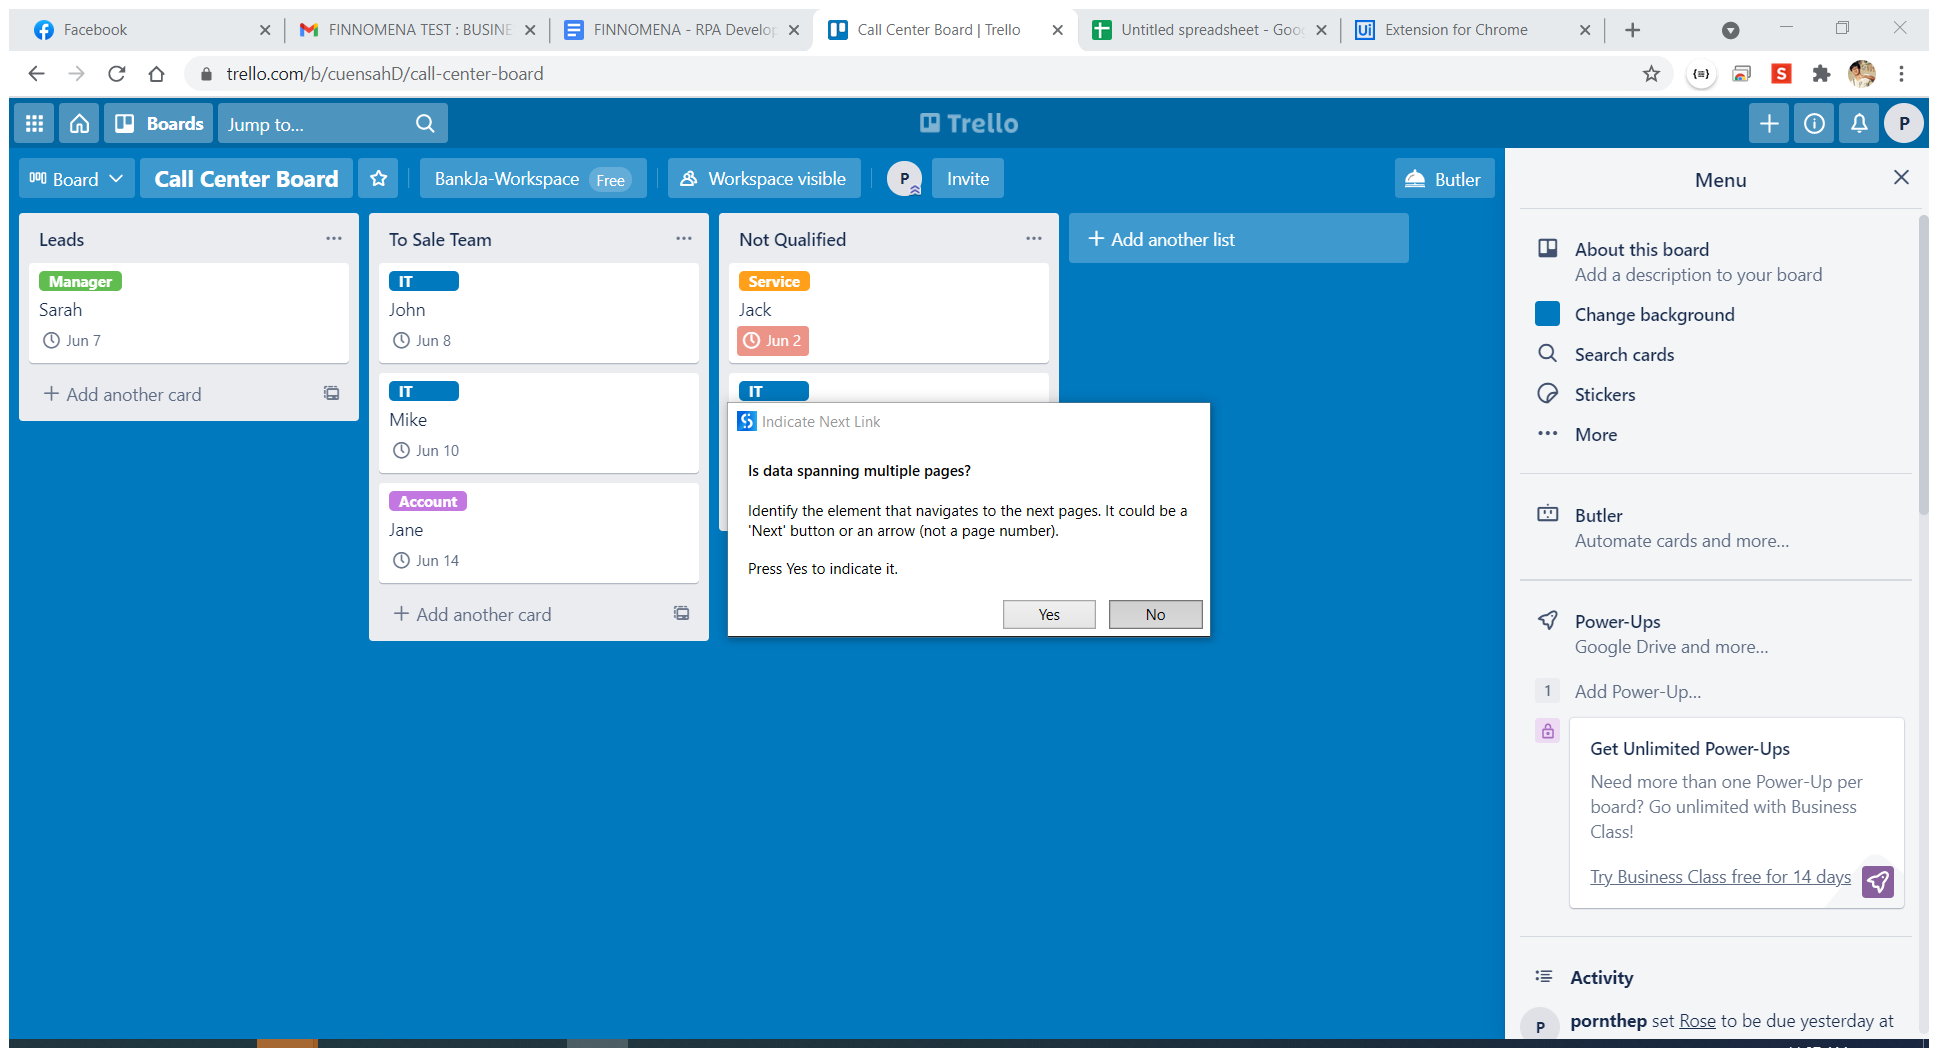 Facebook
FINNOMENA TEST : BUSINE
FINNOMENA - RPA Develop
Call Center Board | Trello
Untitled spreadsheet - Goo
Ui
Extension for Chrome
trello.com/b/cuensahD/call-center-board
S
Boards
Jump to...
Trello
P
Board
Call Center Board
BankJa-Workspace Free
Workspace visible
P
Invite
Butler
Menu
Leads
Manager
Sarah
Jun 7
Add another card
To Sale Team
IT
John
Jun 8
IT
Mike
Jun 10
Account
Jane
Jun 14
Add another card
Not Qualified
Service
Jack
Jun 2
IT
Add another list
Indicate Next Link
Is data spanning multiple pages?
Identify the element that navigates to the next pages. It could be a
'Next' button or an arrow (not a page number).
Press Yes to indicate it.
Yes
No
About this board
Add a description to your board
Change background
Search cards
Stickers
More
Butler
Automate cards and more...
Power-Ups
Google Drive and more...
1
Add Power-Up...
Get Unlimited Power-Ups
Need more than one Power-Up per
board? Go unlimited with Business
Class!
Try Business Class free for 14 days
Activity
P
pornthep set Rose to be due yesterday at